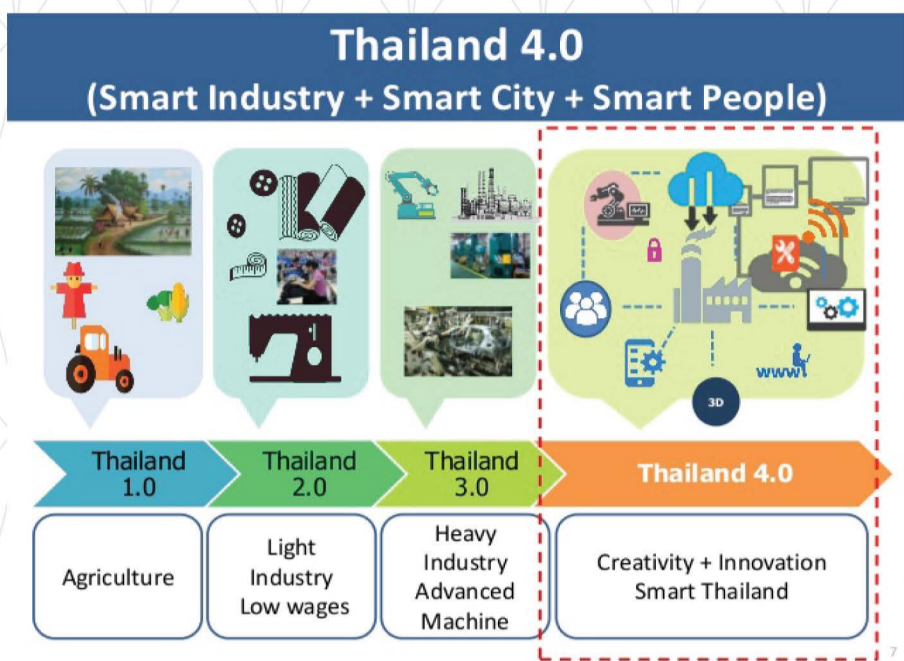 Thailand 4.0
(Smart Industry + Smart City + Smart People)
3D
www
Thailand
1.0
Thailand
2.0
Thailand
3.0
Thailand 4.0
Agriculture
Light
Industry
Low wages
Heavy
Industry
Advanced
Machine
Creativity + Innovation
Smart Thailand
7